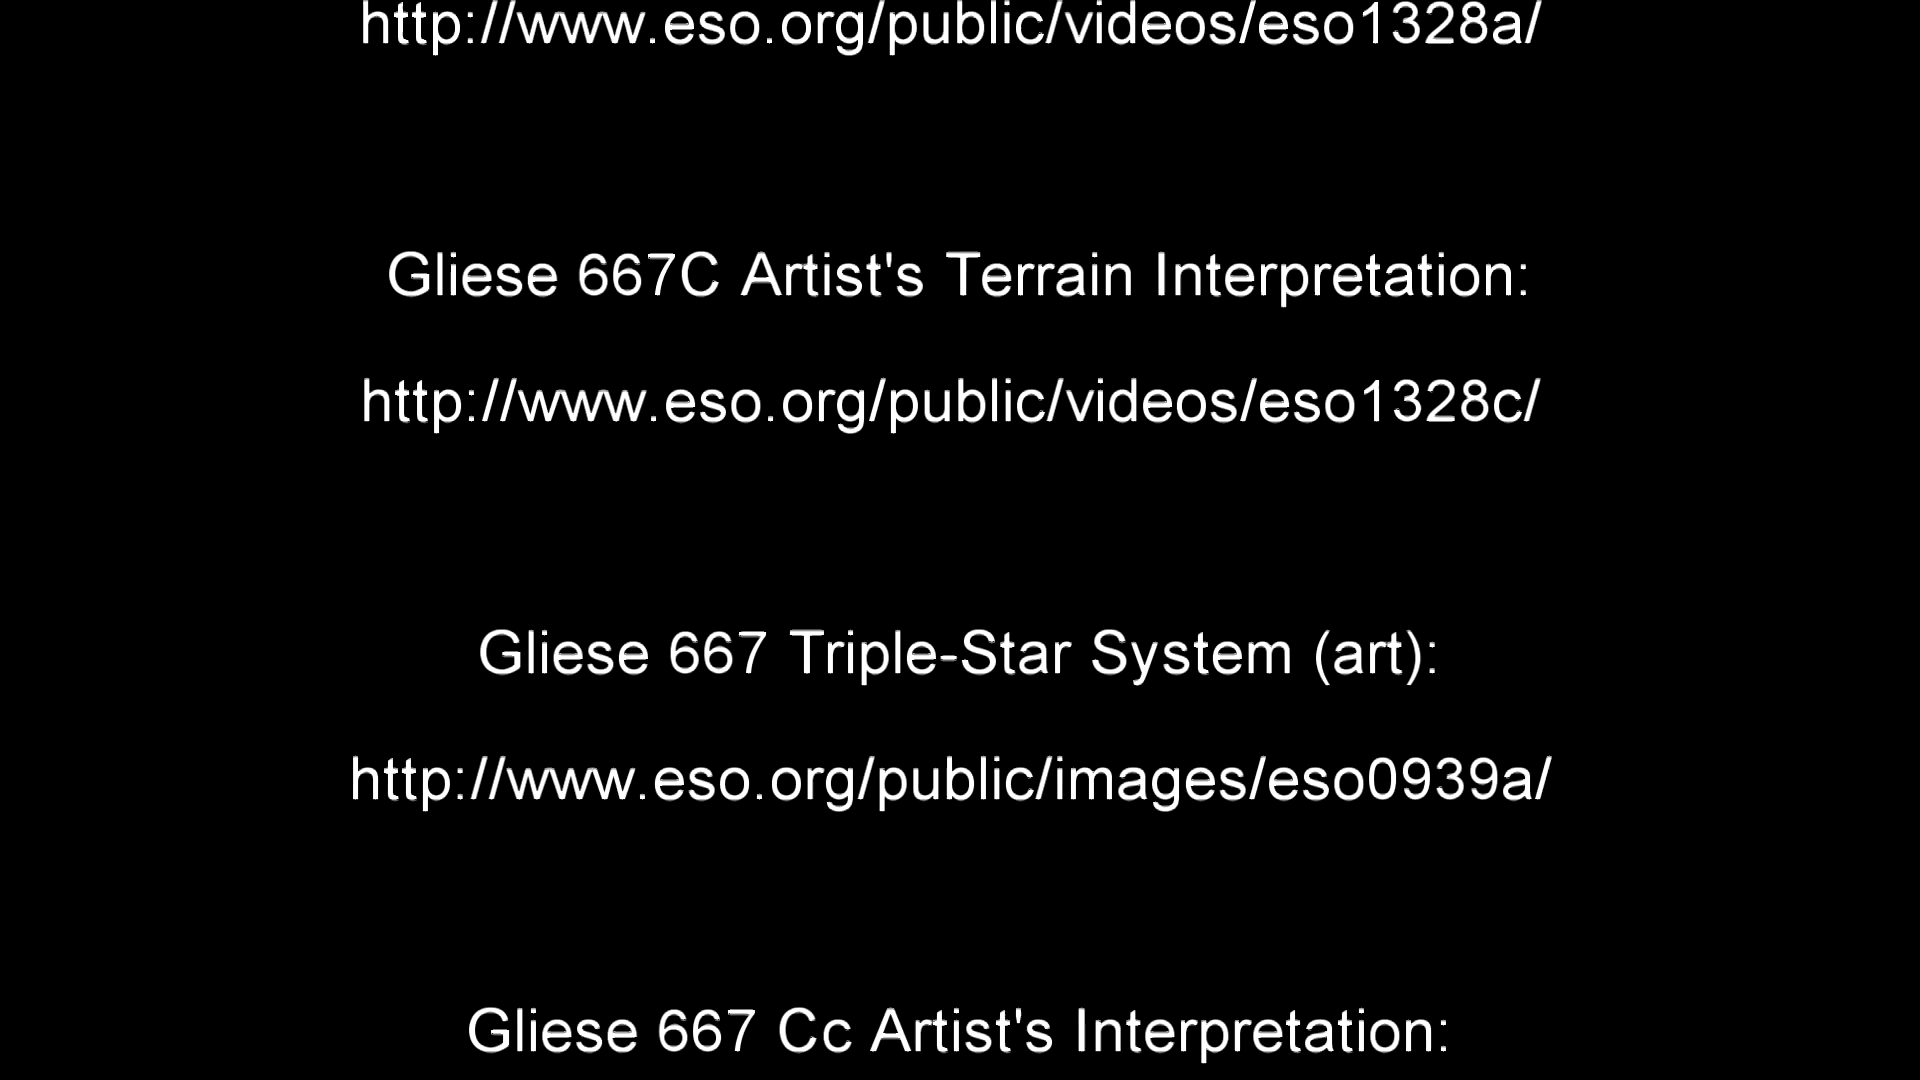 http://www.eso.org/public/videos/eso1328a/
Gliese 667C Artist's Terrain Interpretation:
http://www.eso.org/public/videos/eso1328c/
Gliese 667 Triple-Star System (art):
http://www.eso.org/public/images/eso0939a/
Gliese 667 Cc Artist's Interpretation: